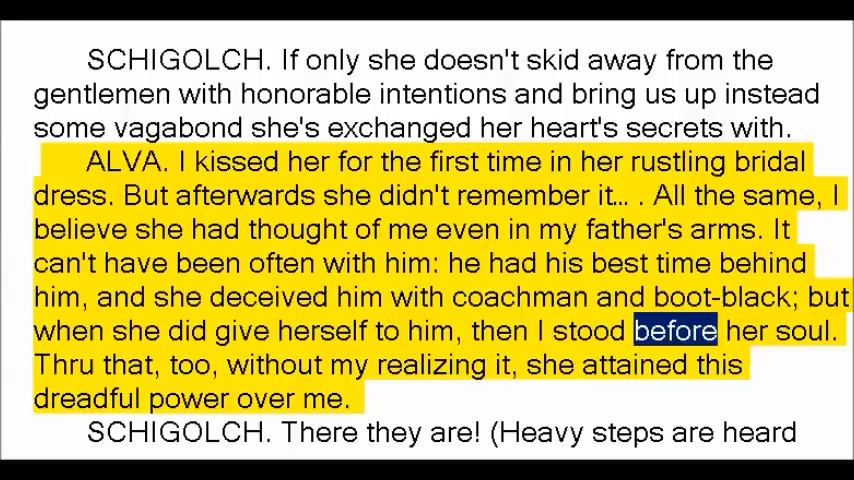 SCHIGOLCH. If only she doesn't skid away from the
gentlemen with honorable intentions and bring us up instead
some vagabond she's exchanged her heart's secrets with.
ALVA. I kissed her for the first time in her rustling bridal
dress. But afterwards she didn't remember it... . All the same, I
believe she had thought of me even in my father's arms. It
can't have been often with him: he had his best time behind
him, and she deceived him with coachman and boot-black; but
when she did give herself to him, then I stood before her soul.
Thru that, too, without my realizing it, she attained this
dreadful power over me.
SCHIGOLCH. There they are! (Heavy steps are heard